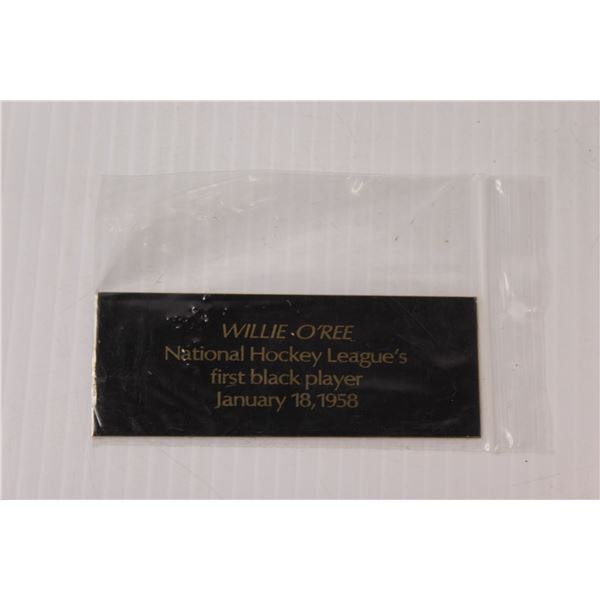 WILLIE O'REE
National Hockey League's
first black player
January 18, 1958